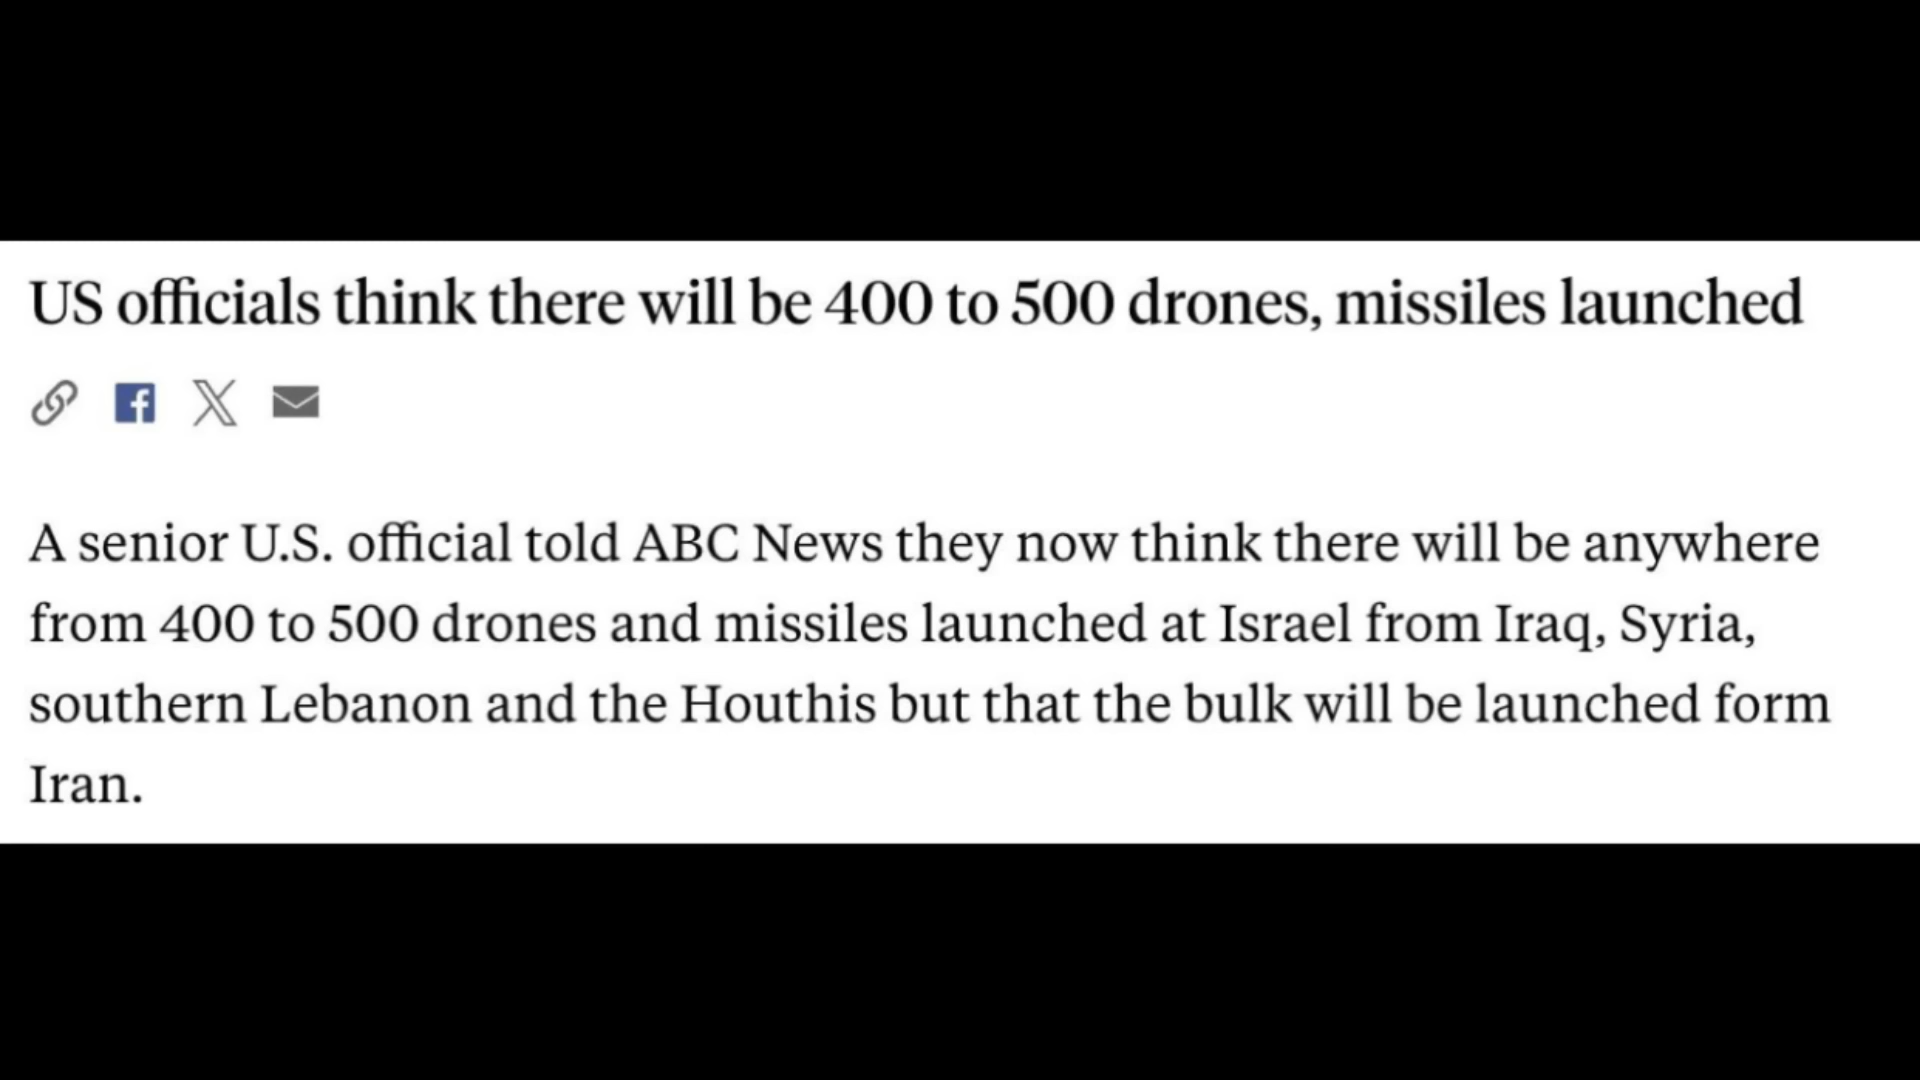 US officials think there will be 400 to 500 drones, missiles launched
A senior U.S. official told ABC News they now think there will be anywhere
from 400 to 500 drones and missiles launched at Israel from Iraq, Syria,
southern Lebanon and the Houthis but that the bulk will be launched form
Iran.